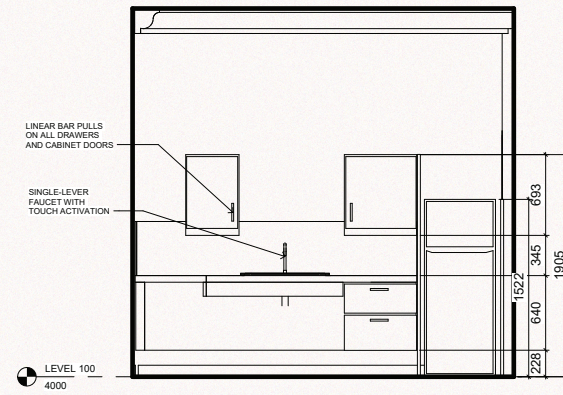 LINEAR BAR PULLS
ON ALL DRAWERS
AND CABINET DOORS
SINGLE-LEVER
FAUCET WITH
TOUCH ACTIVATION
693
345
1905
1522
640
228
LEVEL 100
4000